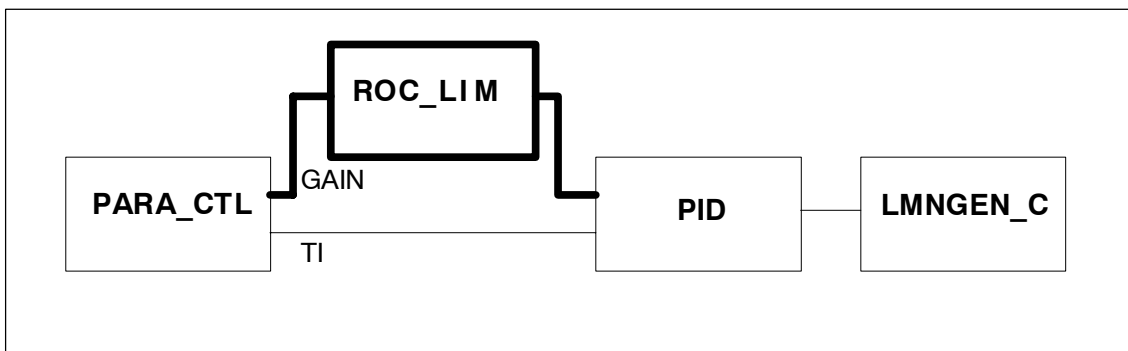 ROC_LIM
GAIN
PARA_CTL
PID
LMNGEN_C
TI